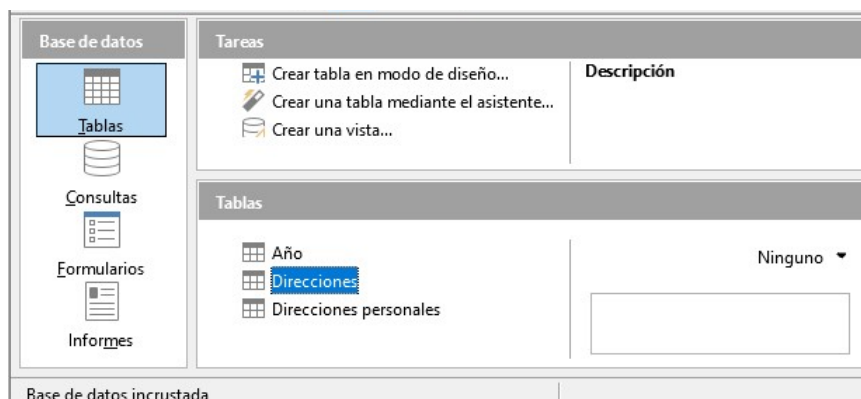 Base de datos
Tablas
Consultas
Formularios
Informes
Tareas
Crear tabla en modo de diseño...
Crear una tabla mediante el asistente...
Crear una vista...
Descripción
Tablas
Año
Direcciones
Direcciones personales
Ninguno
Base de datos incrustada